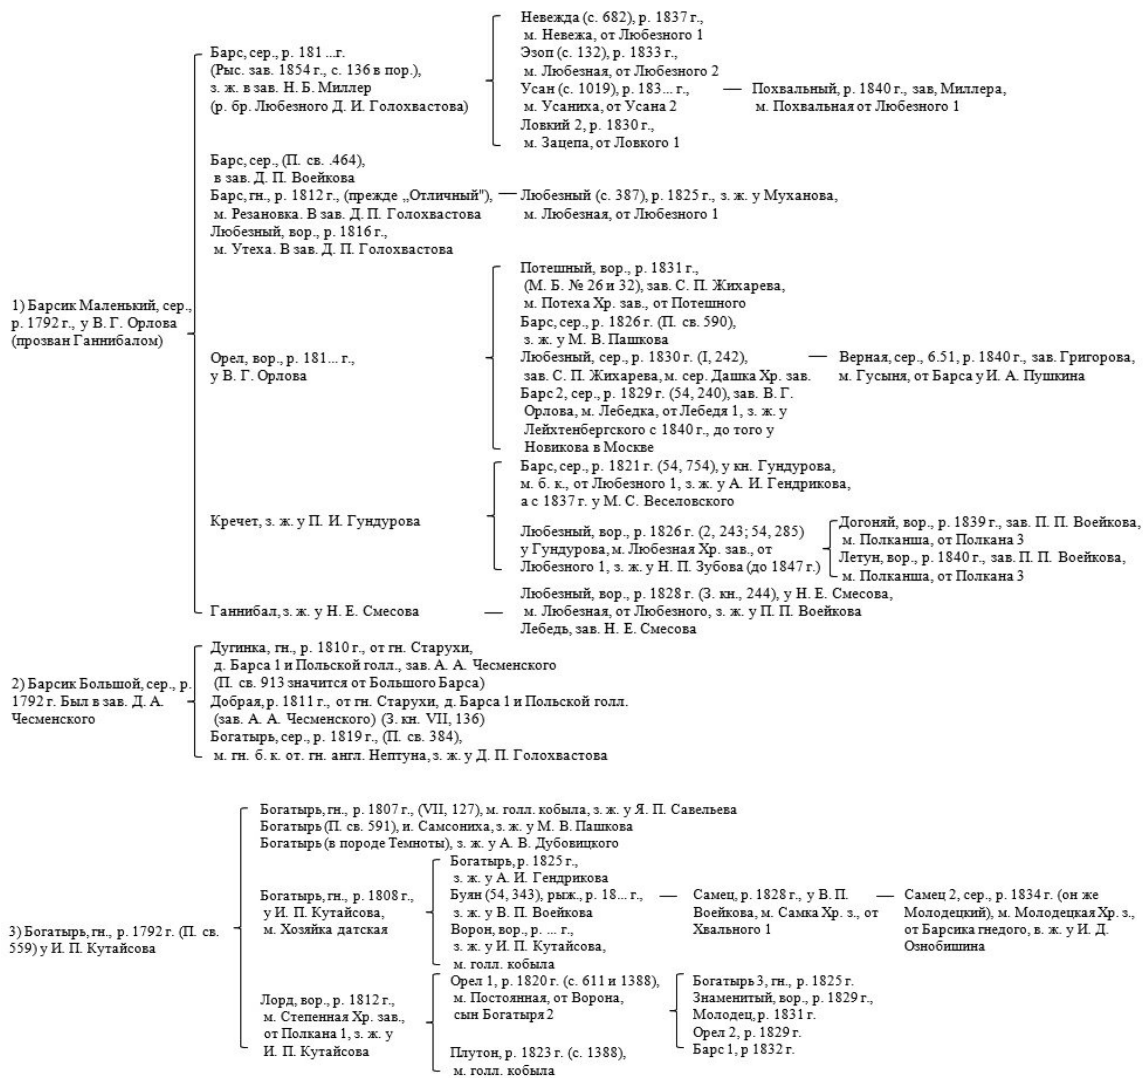 1) Барсик Маленький, сер.,
р. 1792 г., у В. Г. Орлова
(прозван Ганнибалом)
Барс, сер., р. 181 ...г.
(Рыс. зав. 1854 г., с. 136 в пор.),
з. ж. в зав. Н. Б. Миллер
(р. бр. Любезного Д. И. Голохвастова)
Невежда (с. 682), р. 1837 г.,
м. Невежа, от Любезного 1
Эзоп (с. 132), р. 1833 г.,
м. Любезная, от Любезного 2
Усан (с. 1019), р. 183... г.,
м. Усаниха, от Усана 2
Похвальный, р. 1840 г., зав, Миллера,
м. Похвальная от Любезного 1
Ловкий 2, р. 1830 г.,
м. Зацепа, от Ловкого 1
Барс, сер., (П. св. .464),
в зав. Д. П. Воейкова
Барс, гн., р. 1812 г., (прежде „Отличный"),
м. Резановка. В зав. Д. П. Голохвастова
Любезный (с. 387), р. 1825 г., з. ж. у Муханова,
м. Любезная, от Любезного 1
Любезный, вор., р. 1816 г.,
м. Утеха. В зав. Д. П. Голохвастова
Орел, вор., р. 181... г.,
у В. Г. Орлова
Потешный, вор., р. 1831 г.,
(М. Б. № 26 и 32), зав. С. П. Жихарева,
м. Потеха Хр. зав., от Потешного
Барс, сер., р. 1826 г. (П. св. 590),
з. ж. у М. В. Пашкова
Любезный, сер., р. 1830 г. (I, 242),
зав. С. П. Жихарева, м. сер. Дашка Хр. зав.
Верная, сер., 6.51, р. 1840 г., зав. Григорова,
м. Гусыня, от Барса у И. А. Пушкина
Барс 2, сер., р. 1829 г. (54, 240), зав. В. Г.
Орлова, м. Лебедка, от Лебедя 1, з. ж. у
Лейхтенбергского с 1840 г., до того у
Новикова в Москве
Кречет, з. ж. у П. И. Гундурова
Барс, сер., р. 1821 г. (54, 754), у кн. Гундурова,
м. б. к., от Любезного 1, з. ж. у А. И. Гендрикова,
а с 1837 г. у М. С. Веселовского
Любезный, вор., р. 1826 г. (2, 243; 54, 285)
у Гундурова, м. Любезная Хр. зав., от
Любезного 1, з. ж. у Н. П. Зубова (до 1847 г.)
Догоняй, вор., р. 1839 г., зав. П. П. Воейкова,
м. Полканша, от Полкана 3
Летун, вор., р. 1840 г., зав. П. П. Воейкова,
м. Полканша, от Полкана 3
Ганнибал, з. ж. у Н. Е. Смесова
Любезный, вор., р. 1828 г. (З. кн., 244), у Н. Е. Смесова,
м. Любезная, от Любезного, з. ж. у П. П. Воейкова
Лебедь, зав. Н. Е. Смесова
2) Барсик Большой, сер., р.
1792 г. Был в зав. Д. А.
Чесменского
Дугинка, гн., р. 1810 г., от гн. Старухи,
д. Барса 1 и Польской голл., зав. А. А. Чесменского
(П. св. 913 значится от Большого Барса)
Добрая, р. 1811 г., от гн. Старухи, д. Барса 1 и Польской голл.
(зав. А. А. Чесменского) (З. кн. VII, 136)
Богатырь, сер., р. 1819 г., (П. св. 384),
м. гн. б. к. от. гн. англ. Нептуна, з. ж. у Д. П. Голохвастова
3) Богатырь, гн., р. 1792 г. (П. св.
559) у И. П. Кутайсова
Богатырь, гн., р. 1807 г., (VII, 127), м. голл. кобыла, з. ж. у Я. П. Савельева
Богатырь (П. св. 591), и. Самсониха, з. ж. у М. В. Пашкова
Богатырь (в породе Темноты), з. ж. у А. В. Дубовицкого
Богатырь, гн., р. 1808 г.,
у И. П. Кутайсова,
м. Хозяйка датская
Богатырь, р. 1825 г.,
з. ж. у А. И. Гендрикова
Буян (54, 343), рыж., р. 18... г.,
з. ж. у В. П. Воейкова
Самец, р. 1828 г., у В. П.
Воейкова, м. Самка Хр. з., от
Хвального 1
Самец 2, сер., р. 1834 г. (он же
Молодецкий), м. Молодецкая Хр. з.,
от Барсика гнедого, в. ж. у И. Д.
Ознобишина
Ворон, вор., р. ... г.,
з. ж. у И. П. Кутайсова,
м. голл. кобыла
Лорд, вор., р. 1812 г.,
м. Степенная Хр. зав.,
от Полкана 1, з. ж. у
И. П. Кутайсова
Орел 1, р. 1820 г. (с. 611 и 1388),
м. Постоянная, от Ворона,
сын Богатыря 2
Богатырь 3, гн., р. 1825 г.
Знаменитый, вор., р. 1829 г.,
Молодец, р. 1831 г.
Орел 2, р. 1829 г.
Барс 1, р 1832 г.
Плутон, р. 1823 г. (с. 1388),
м. голл. кобыла